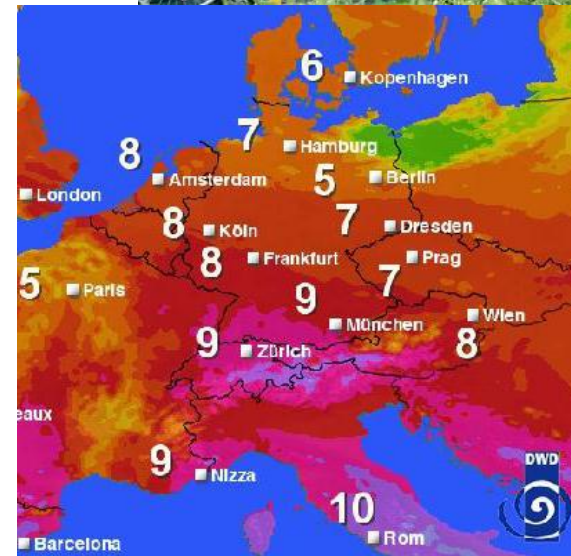 6
Kopenhagen
7
Hamburg
8
Amsterdam
5
Berlin
London
8
Köln
7
Dresden
8
Frankfurt
Prag
5
Paris
7
9
München
Wien
9
Zürich
8
eaux
9
Nizza
DWD
10
Rom
Barcelona